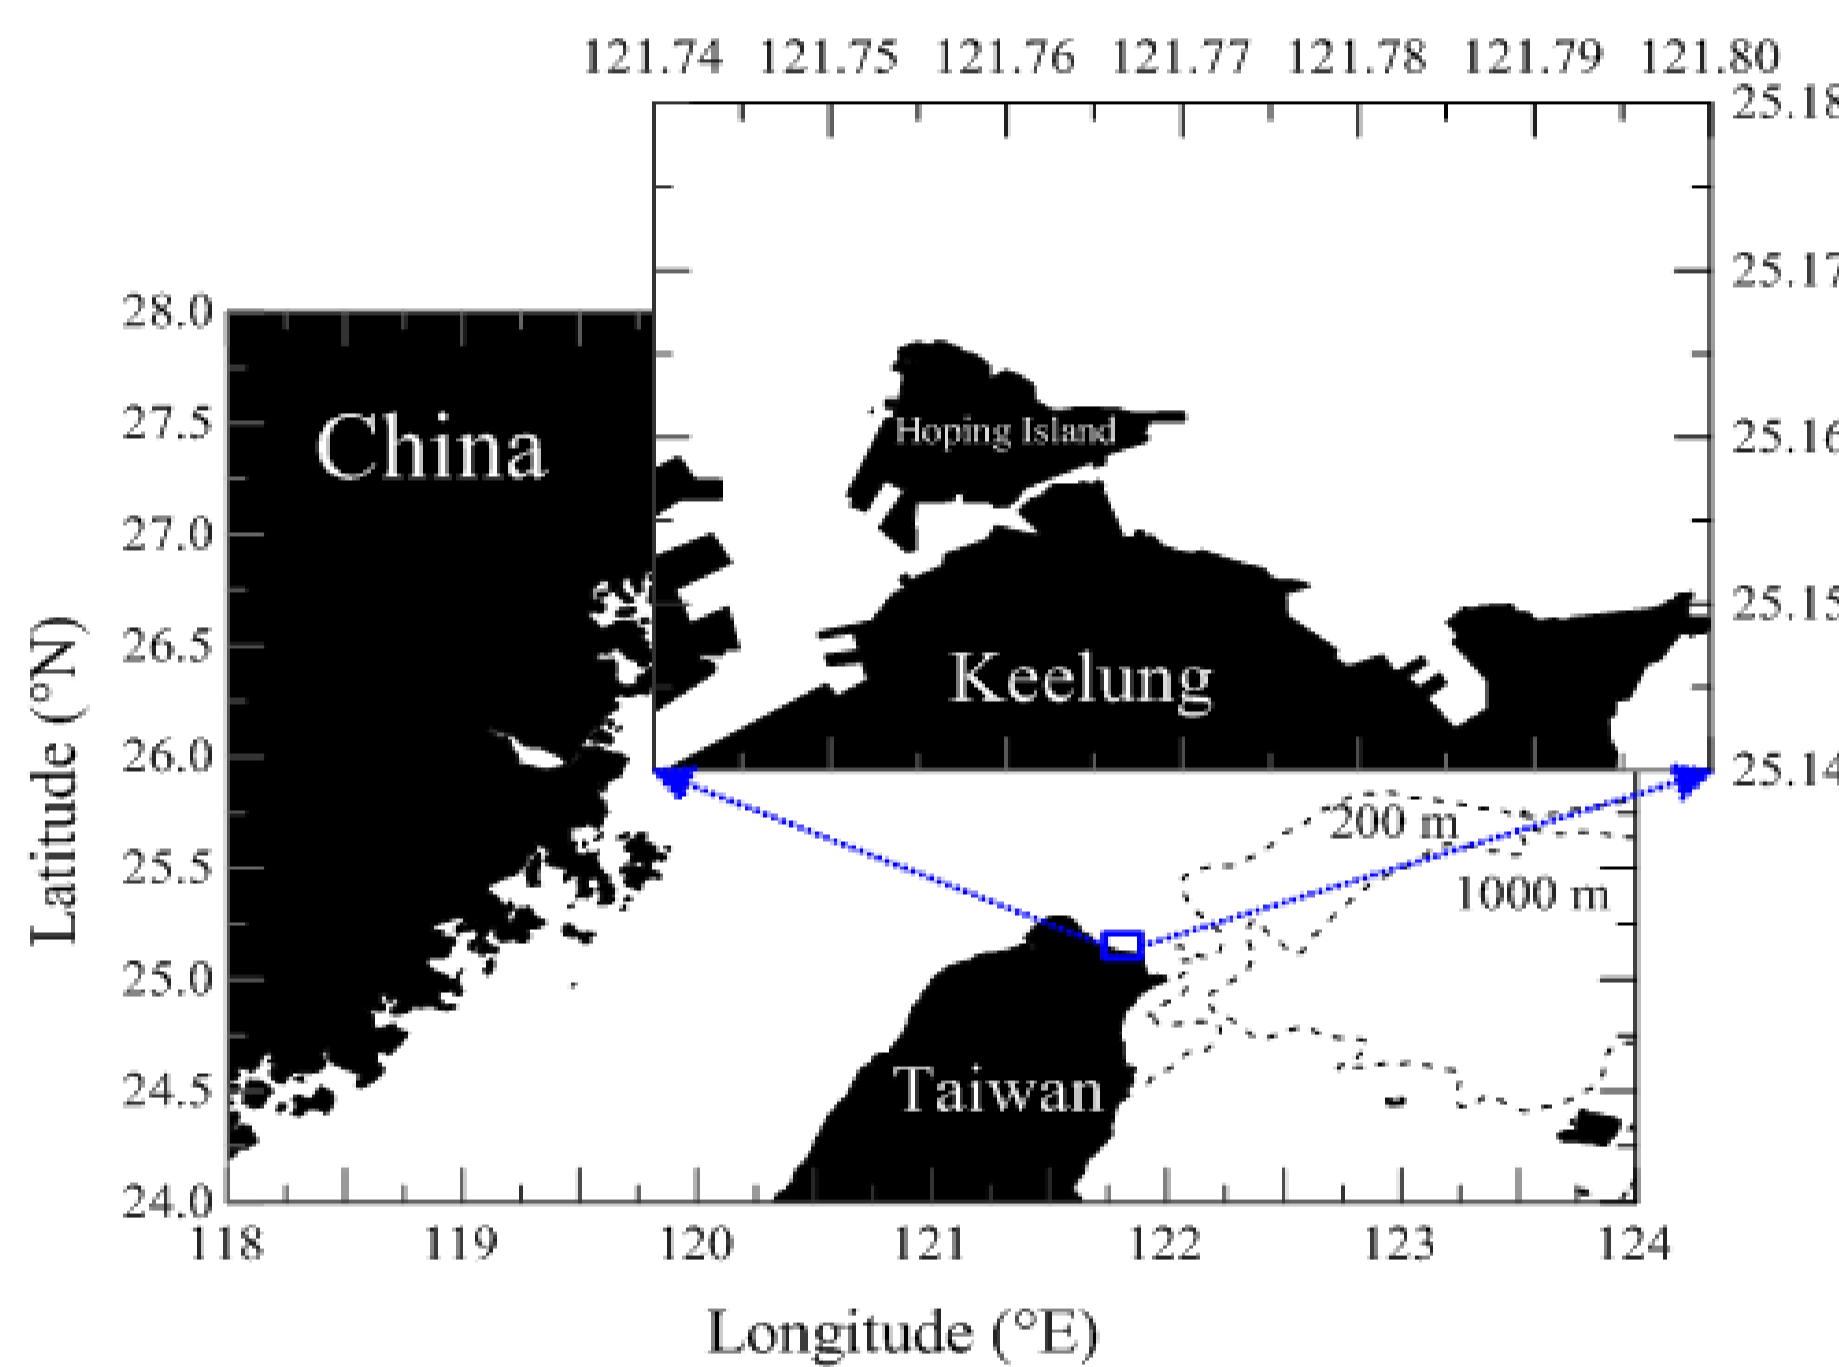 121.74 121.75 121.76 121.77 121.78 121.79 121.80
25.18
25.17
28.0
China
27.5
Hoping Island
25.16
27.0
25.15
26.5
Keelung
26.0
25.14
200 m
25.5
1000 m
25.0
Taiwan
24.5
24.0
118 119 120 121 122 123 124
Latitude (°N)
Longitude (°E)